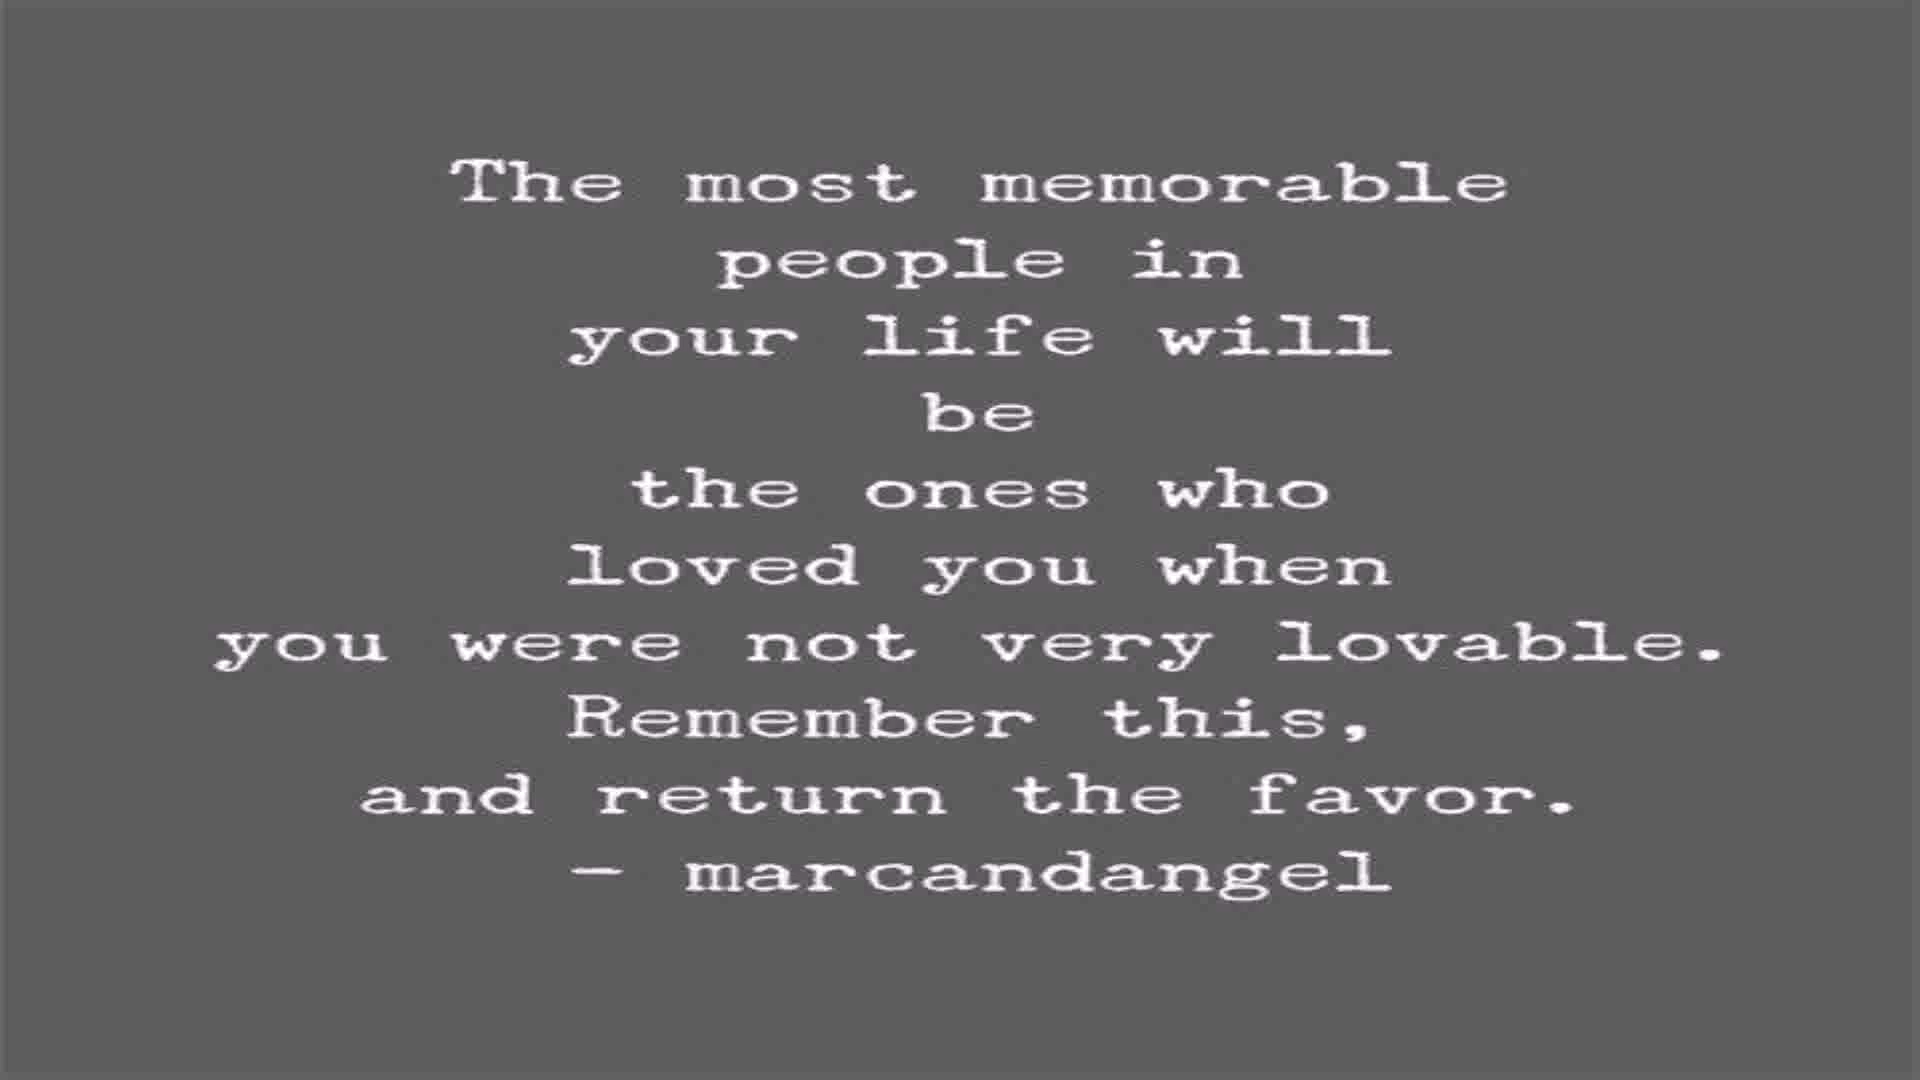 The most memorable
people in
your life will
be
the ones who
loved you when
you were not very lovable.
Remember this,
and return the favor.
- marcandangel